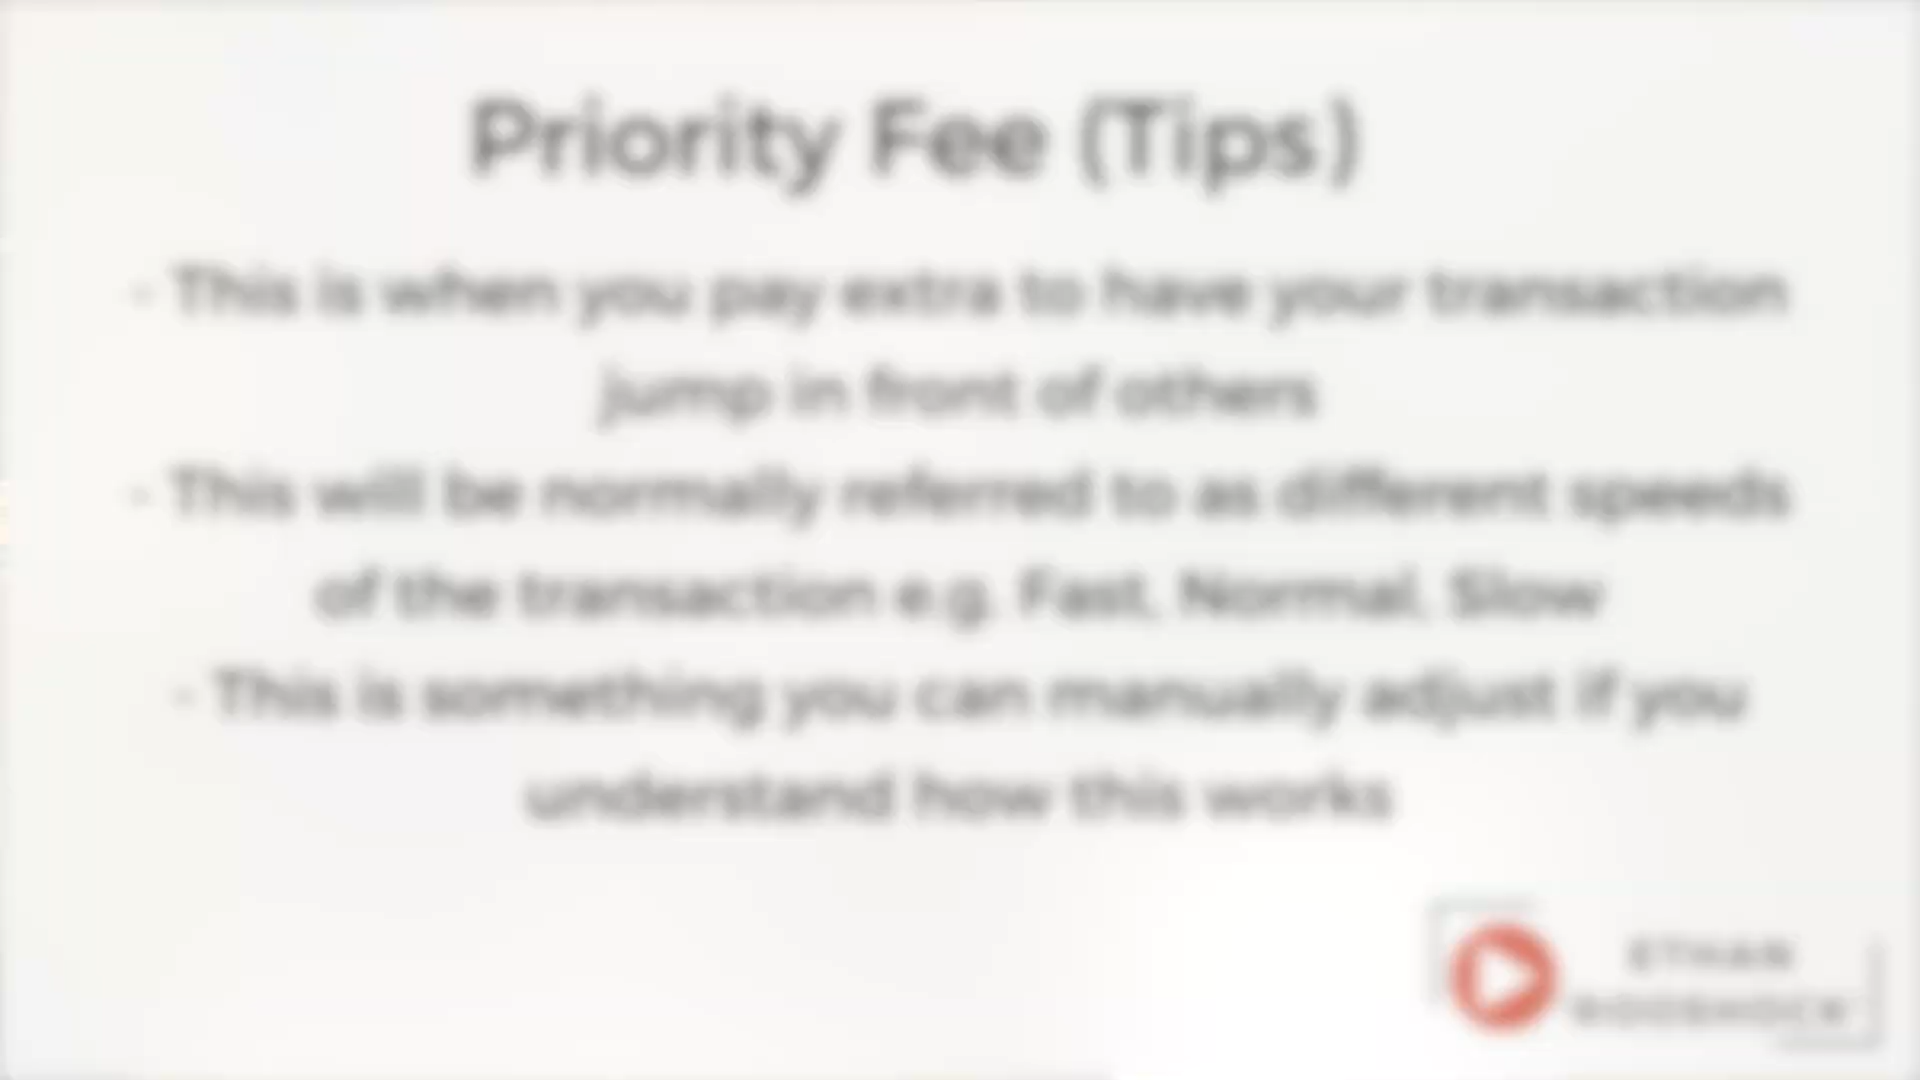 Priority Fee (Tips)
- This is when you pay extra to have your transaction
jump in front of others
- This will be normally referred to as different speeds
of the transaction e.g. Fast, Normal, Slow
- This is something you can manually adjust if you
understand how this works
ETHAN